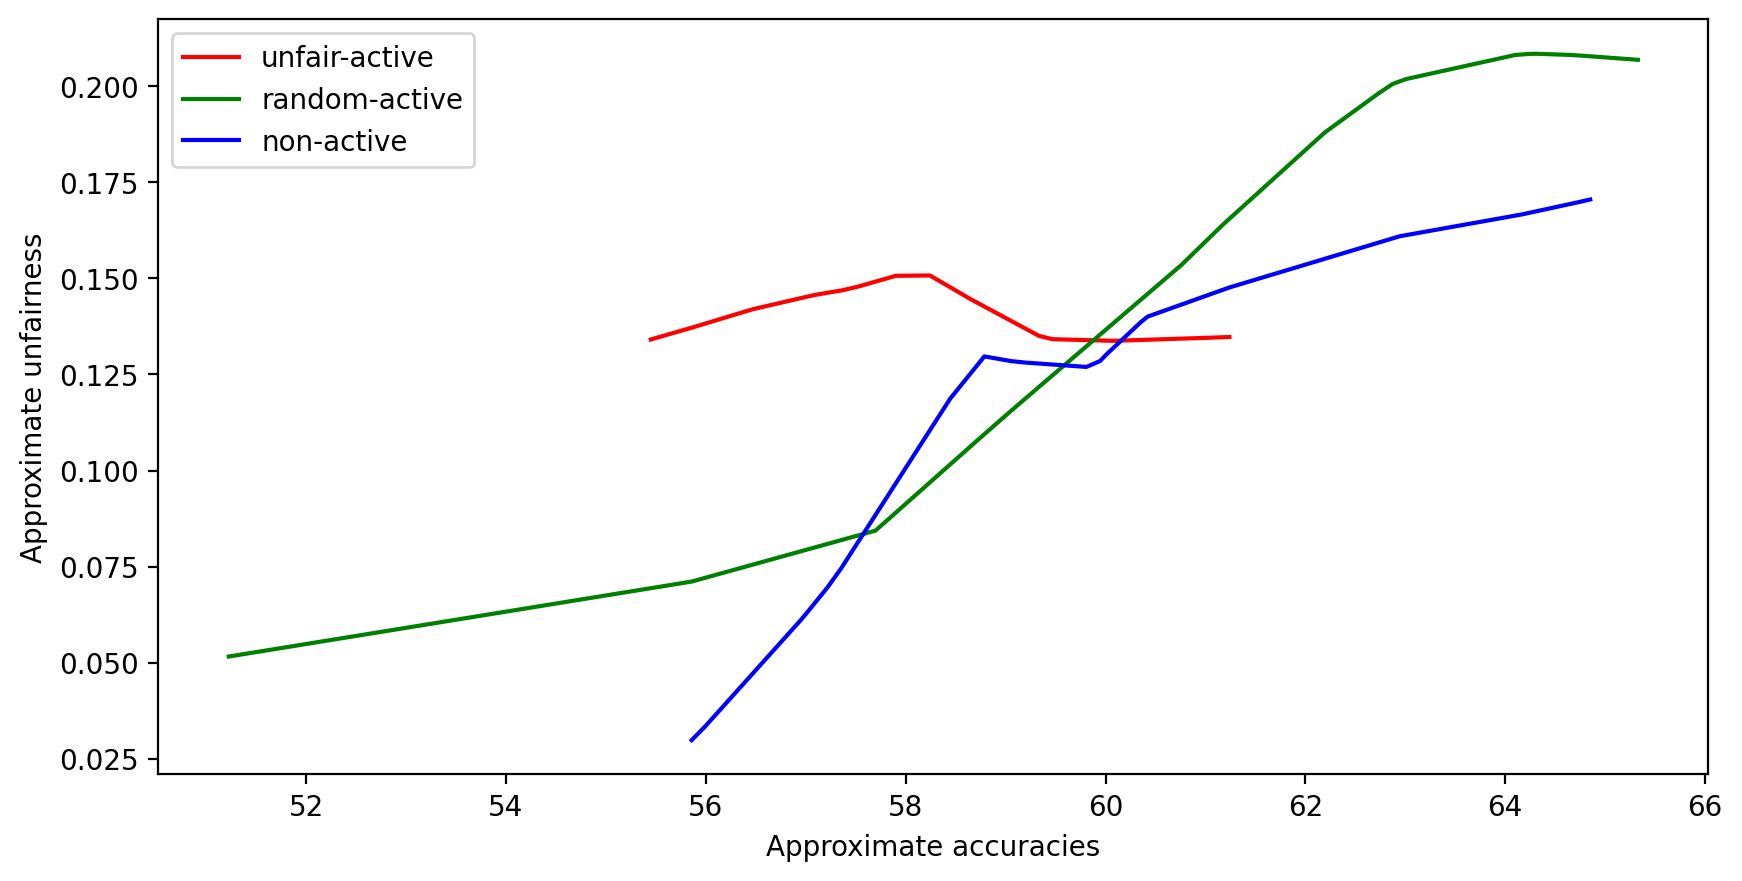 unfair-active
random-active
non-active
0.200
0.175
0.150
0.125
0.100
0.075
0.050
0.025
Approximate unfairness
52 54 56 58 60 62 64 66
Approximate accuracies